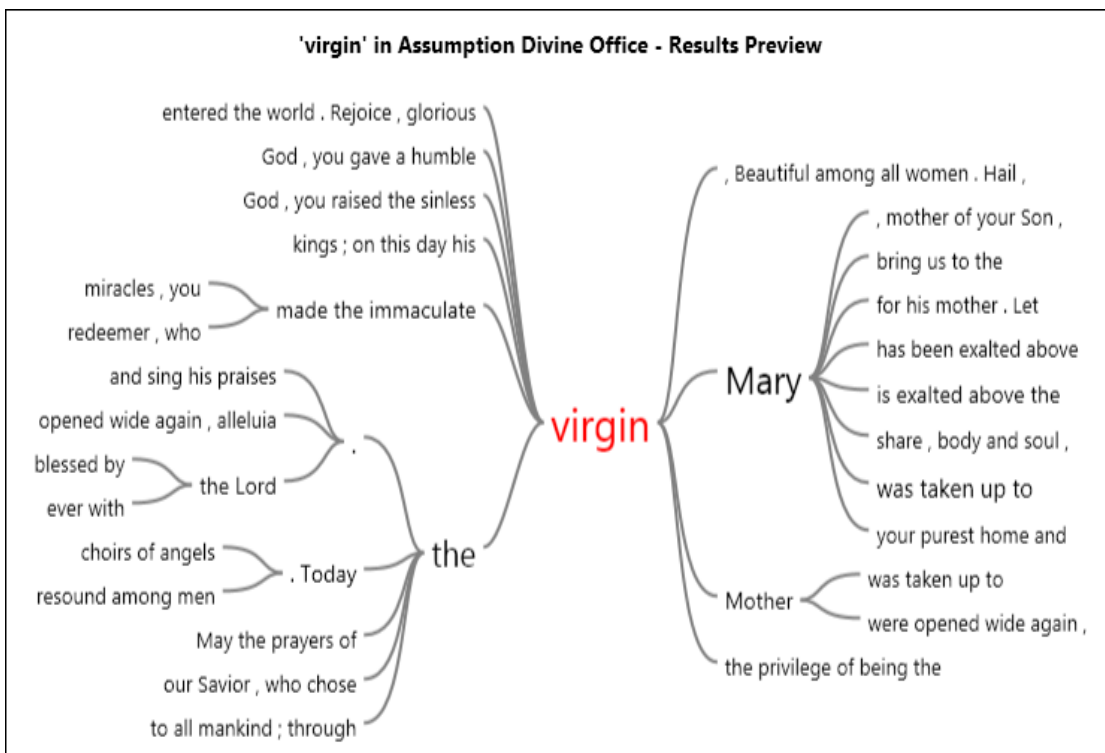 'virgin' in Assumption Divine Office - Results Preview
entered the world . Rejoice , glorious
God , you gave a humble
God , you raised the sinless
kings ; on this day his
miracles , you
redeemer , who
made the immaculate
and sing his praises
opened wide again , alleluia
blessed by
ever with
the Lord
.
choirs of angels
resound among men
. Today
May the prayers of
our Savior , who chose
to all mankind ; through
the
virgin
, Beautiful among all women . Hail ,
Mary
, mother of your Son ,
bring us to the
for his mother . Let
has been exalted above
is exalted above the
share , body and soul ,
was taken up to
your purest home and
Mother
was taken up to
were opened wide again ,
the privilege of being the